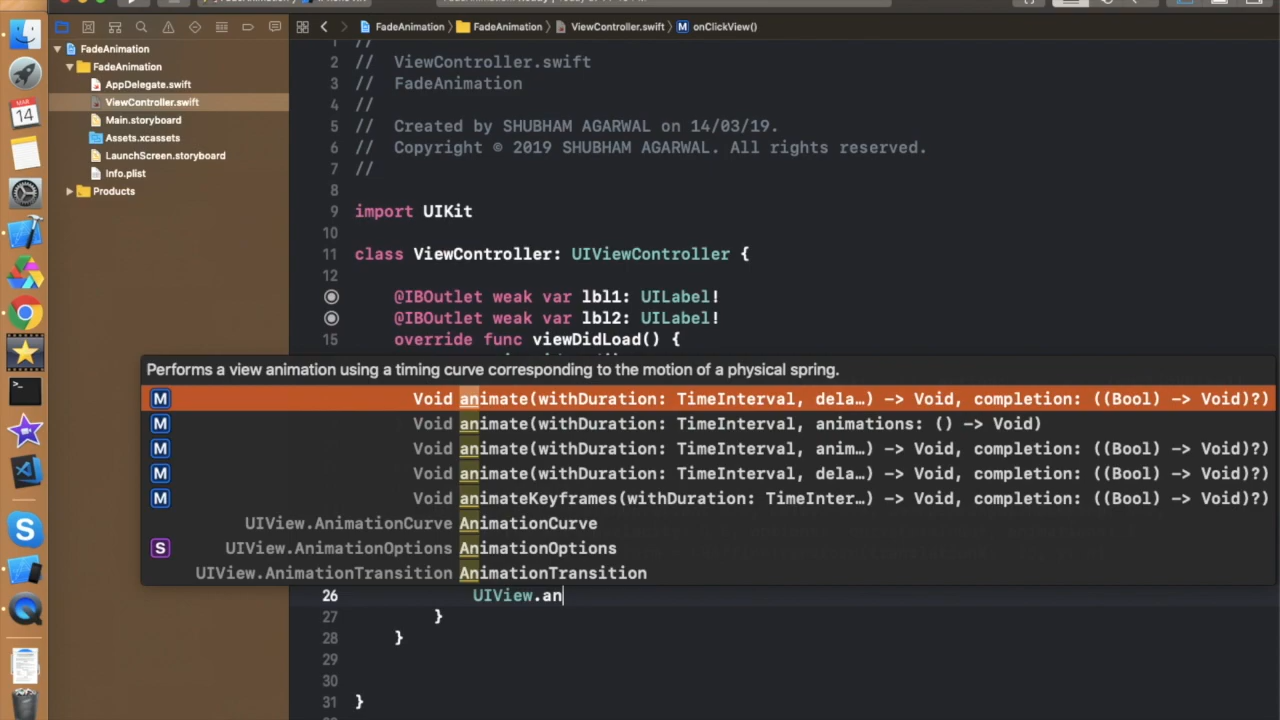 FadeAnimation
FadeAnimation
ViewController.swift
onClickView()
FadeAnimation
FadeAnimation
AppDelegate.swift
ViewController.swift
Main.storyboard
Assets.xcassets
LaunchScreen.storyboard
Info.plist
Products
MAR
14
1 //
2 // ViewController.swift
3 // FadeAnimation
4 //
5 // Created by SHUBHAM AGARWAL on 14/03/19.
6 // Copyright © 2019 SHUBHAM AGARWAL. All rights reserved.
7 //
8
9 import UIKit
10
11 class ViewController: UIViewController {
12
@IBOutlet weak var lbl1: UILabel!
@IBOutlet weak var lbl2: UILabel!
15 override func viewDidLoad() {
Performs a view animation using a timing curve corresponding to the motion of a physical spring.
M Void animate(withDuration: TimeInterval, dela…) -> Void, completion: ((Bool) -> Void)?)
M Void animate(withDuration: TimeInterval, animations: () -> Void)
M Void animate(withDuration: TimeInterval, anim…) -> Void, completion: ((Bool) -> Void)?)
M Void animate(withDuration: TimeInterval, dela…) -> Void, completion: ((Bool) -> Void)?)
M Void animateKeyframes(withDuration: TimeInter…) -> Void, completion: ((Bool) -> Void)?)
UIView.AnimationCurve AnimationCurve
S UIView.AnimationOptions AnimationOptions
UIView.AnimationTransition AnimationTransition
26 UIView.an
27 }
28 }
29
30
31 }